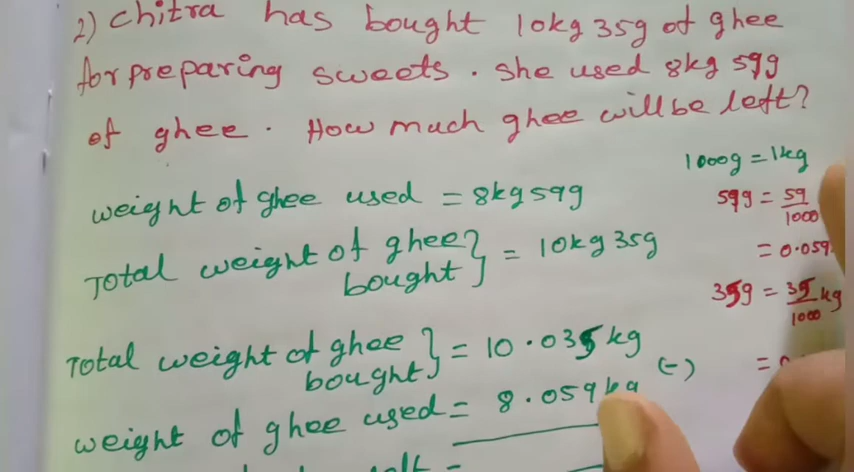 2) Chitra has bought 10kg 35g of ghee
for preparing sweets. she used 8kg 59g
of ghee. How much ghee will be left?
1000g = 1kg
weight of ghee used = 8kg 59g
59g = 59/1000
Total weight of ghee bought } = 10kg 35g
= 0.059
35g = 35/1000 kg
Total weight of ghee bought } = 10.035 kg
(-)
weight of ghee used = 8.059 kg